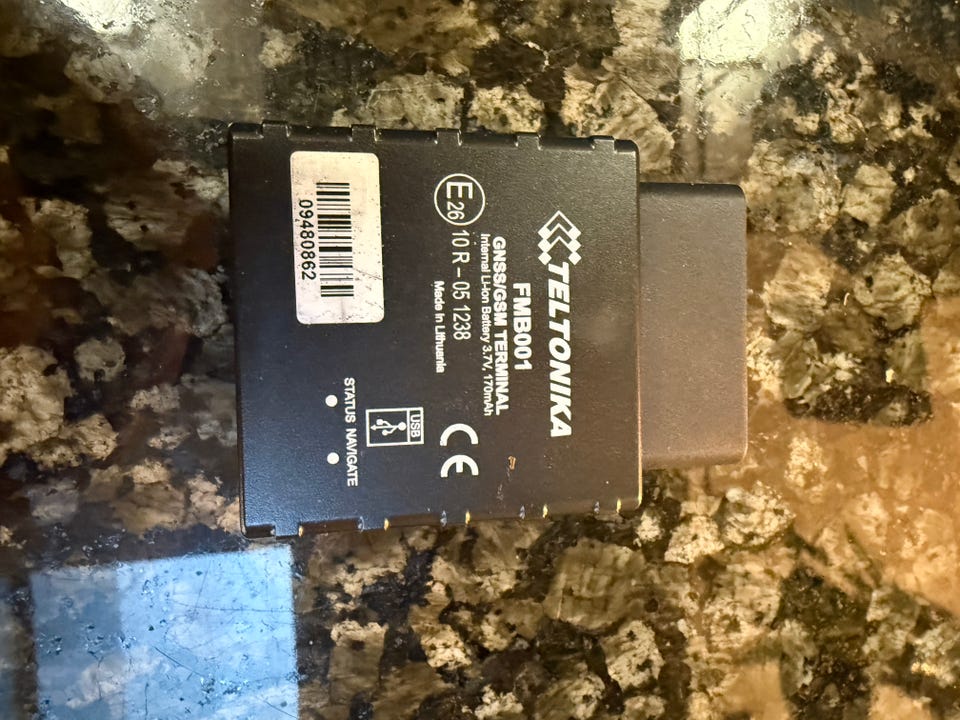 TELTONIKA
FMB001
GNSS/GSM TERMINAL
Internal Li-Ion Battery 3.7V, 170mAh
E26 10 R - 05 1238
Made in Lithuania
CE
USB
STATUS NAVIGATE
09480862